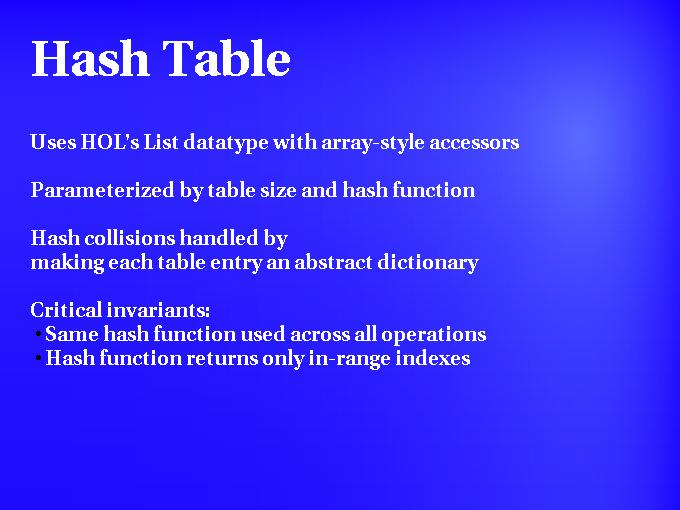 Hash Table
Uses HOL's List datatype with array-style accessors
Parameterized by table size and hash function
Hash collisions handled by
making each table entry an abstract dictionary
Critical invariants:
•Same hash function used across all operations
•Hash function returns only in-range indexes